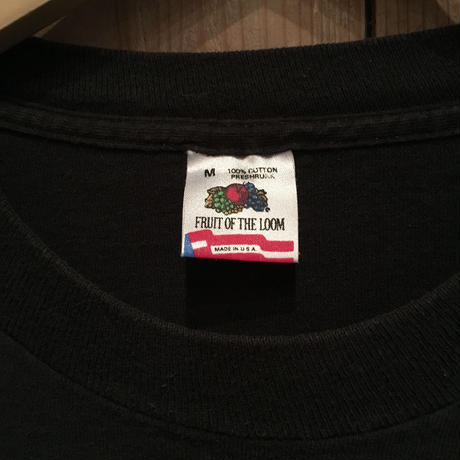 M 100% COTTON
PRESHRUNK
FRUIT OF THE LOOM
MADE IN U.S.A.